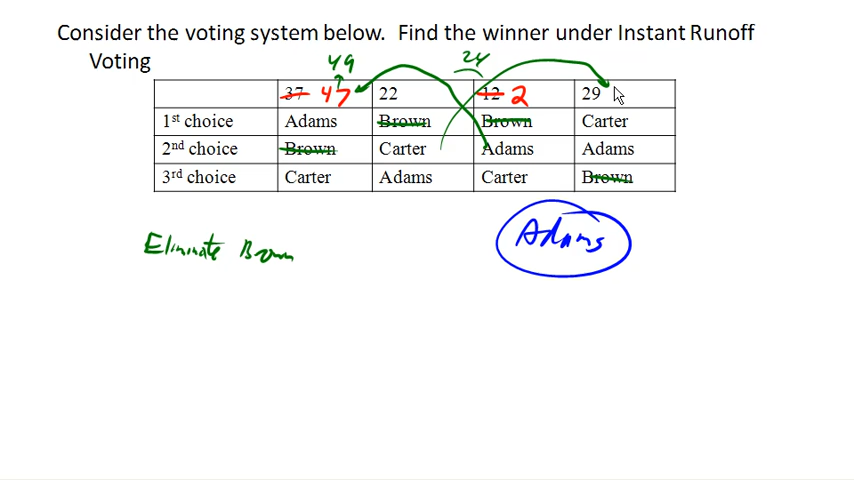 Consider the voting system below. Find the winner under Instant Runoff
Voting
49 24
37 47 22 12 2 29
1st choice Adams Brown Brown Carter
2nd choice Brown Carter Adams Adams
3rd choice Carter Adams Carter Brown
Eliminate Brown Adams